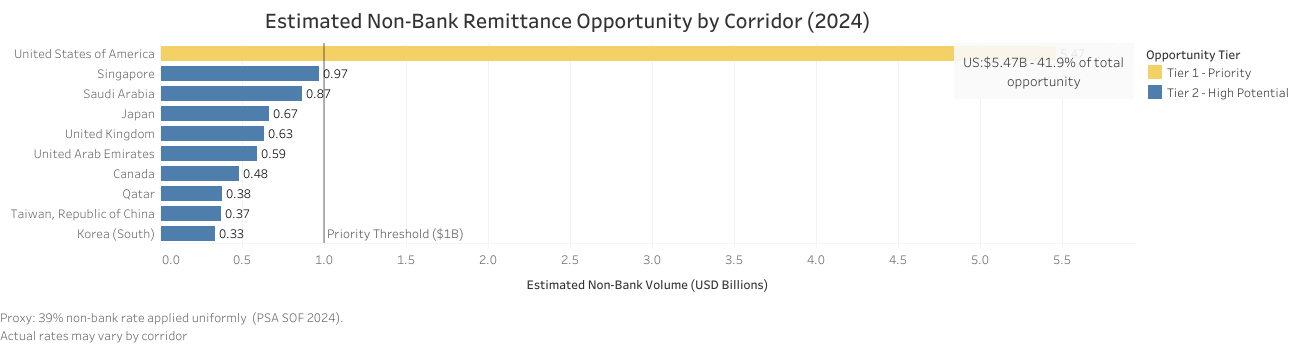 Estimated Non-Bank Remittance Opportunity by Corridor (2024)
United States of America 5.47
Singapore 0.97
Saudi Arabia 0.87
Japan 0.67
United Kingdom 0.63
United Arab Emirates 0.59
Canada 0.48
Qatar 0.38
Taiwan, Republic of China 0.37
Korea (South) 0.33
Priority Threshold ($1B)
US:$5.47B - 41.9% of total
opportunity
Opportunity Tier
Tier 1 - Priority
Tier 2 - High Potential
0.0 0.5 1.0 1.5 2.0 2.5 3.0 3.5 4.0 4.5 5.0 5.5
Estimated Non-Bank Volume (USD Billions)
Proxy: 39% non-bank rate applied uniformly (PSA SOF 2024).
Actual rates may vary by corridor